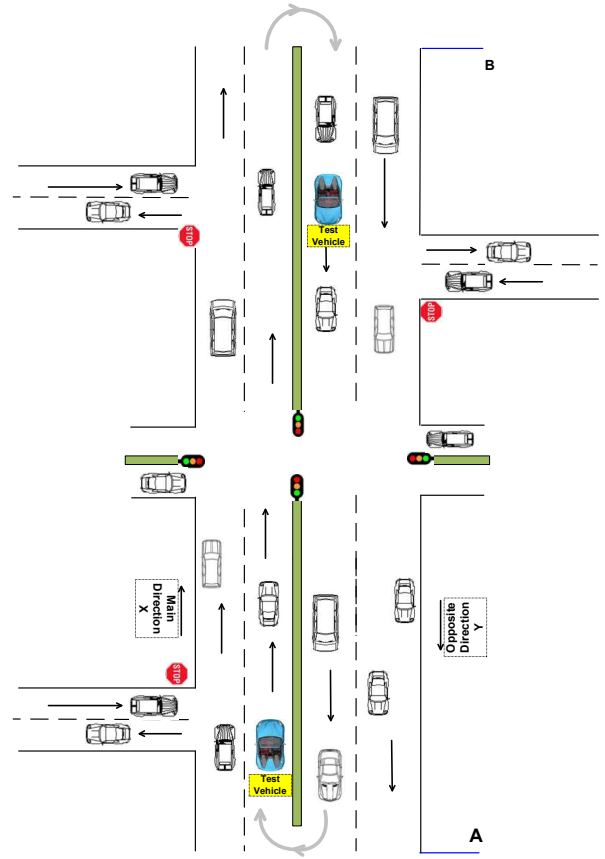 B
Test
Vehicle
STOP
STOP
Main
Direction
X
Opposite
Direction
Y
STOP
Test
Vehicle
A